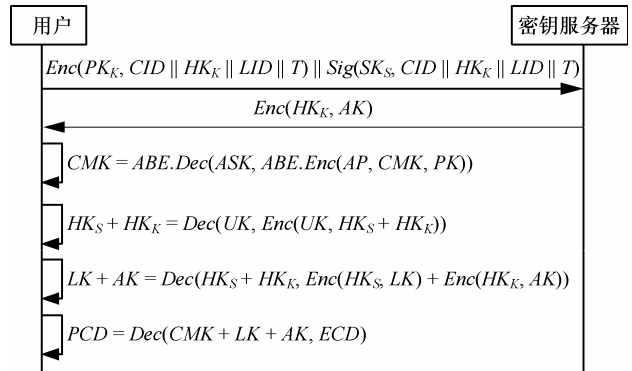 用户
密钥服务器
Enc(PK_K, CID || HK_K || LID || T) || Sig(SK_S, CID || HK_K || LID || T)
Enc(HK_K, AK)
CMK = ABE.Dec(ASK, ABE.Enc(AP, CMK, PK))
HK_S + HK_K = Dec(UK, Enc(UK, HK_S + HK_K))
LK + AK = Dec(HK_S + HK_K, Enc(HK_S, LK) + Enc(HK_K, AK))
PCD = Dec(CMK + LK + AK, ECD)